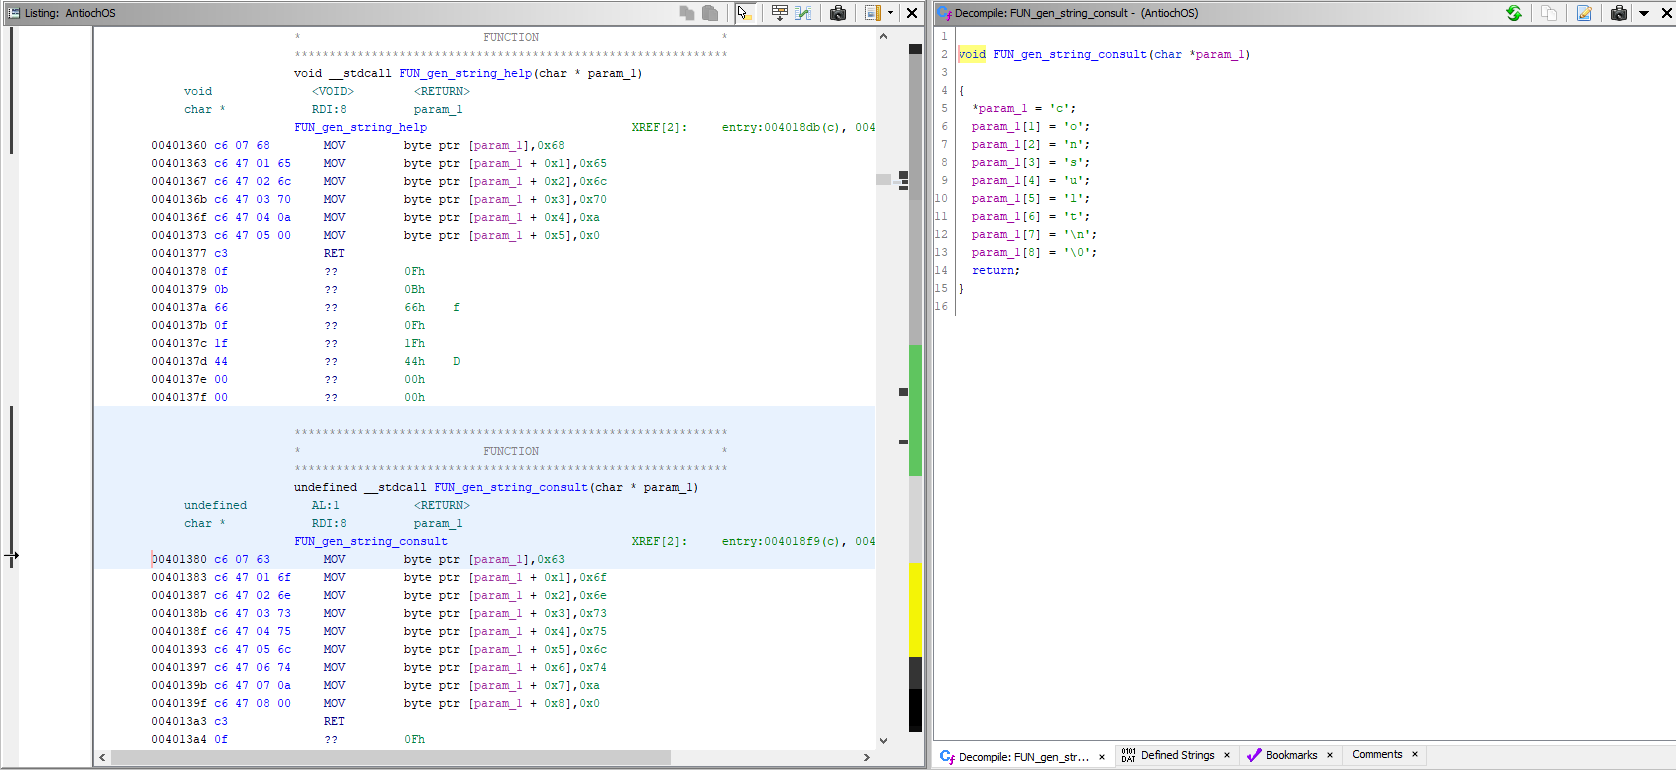 Listing: AntiochOS
* FUNCTION *
**************************************************************
void __stdcall FUN_gen_string_help(char * param_1)
void <VOID> <RETURN>
char * RDI:8 param_1
FUN_gen_string_help XREF[2]: entry:004018db(c), 004
00401360 c6 07 68 MOV byte ptr [param_1],0x68
00401363 c6 47 01 65 MOV byte ptr [param_1 + 0x1],0x65
00401367 c6 47 02 6c MOV byte ptr [param_1 + 0x2],0x6c
0040136b c6 47 03 70 MOV byte ptr [param_1 + 0x3],0x70
0040136f c6 47 04 0a MOV byte ptr [param_1 + 0x4],0xa
00401373 c6 47 05 00 MOV byte ptr [param_1 + 0x5],0x0
00401377 c3 RET
00401378 0f ?? 0Fh
00401379 0b ?? 0Bh
0040137a 66 ?? 66h f
0040137b 0f ?? 0Fh
0040137c 1f ?? 1Fh
0040137d 44 ?? 44h D
0040137e 00 ?? 00h
0040137f 00 ?? 00h
**************************************************************
* FUNCTION *
**************************************************************
undefined __stdcall FUN_gen_string_consult(char * param_1)
undefined AL:1 <RETURN>
char * RDI:8 param_1
FUN_gen_string_consult XREF[2]: entry:004018f9(c), 004
00401380 c6 07 63 MOV byte ptr [param_1],0x63
00401383 c6 47 01 6f MOV byte ptr [param_1 + 0x1],0x6f
00401387 c6 47 02 6e MOV byte ptr [param_1 + 0x2],0x6e
0040138b c6 47 03 73 MOV byte ptr [param_1 + 0x3],0x73
0040138f c6 47 04 75 MOV byte ptr [param_1 + 0x4],0x75
00401393 c6 47 05 6c MOV byte ptr [param_1 + 0x5],0x6c
00401397 c6 47 06 74 MOV byte ptr [param_1 + 0x6],0x74
0040139b c6 47 07 0a MOV byte ptr [param_1 + 0x7],0xa
0040139f c6 47 08 00 MOV byte ptr [param_1 + 0x8],0x0
004013a3 c3 RET
004013a4 0f ?? 0Fh
Decompile: FUN_gen_string_consult - (AntiochOS)
1
2 void FUN_gen_string_consult(char *param_1)
3
4 {
5 *param_1 = 'c';
6 param_1[1] = 'o';
7 param_1[2] = 'n';
8 param_1[3] = 's';
9 param_1[4] = 'u';
10 param_1[5] = 'l';
11 param_1[6] = 't';
12 param_1[7] = '\n';
13 param_1[8] = '\0';
14 return;
15 }
16
Decompile: FUN_gen_str... × 0101 DAT Defined Strings × Bookmarks × Comments ×